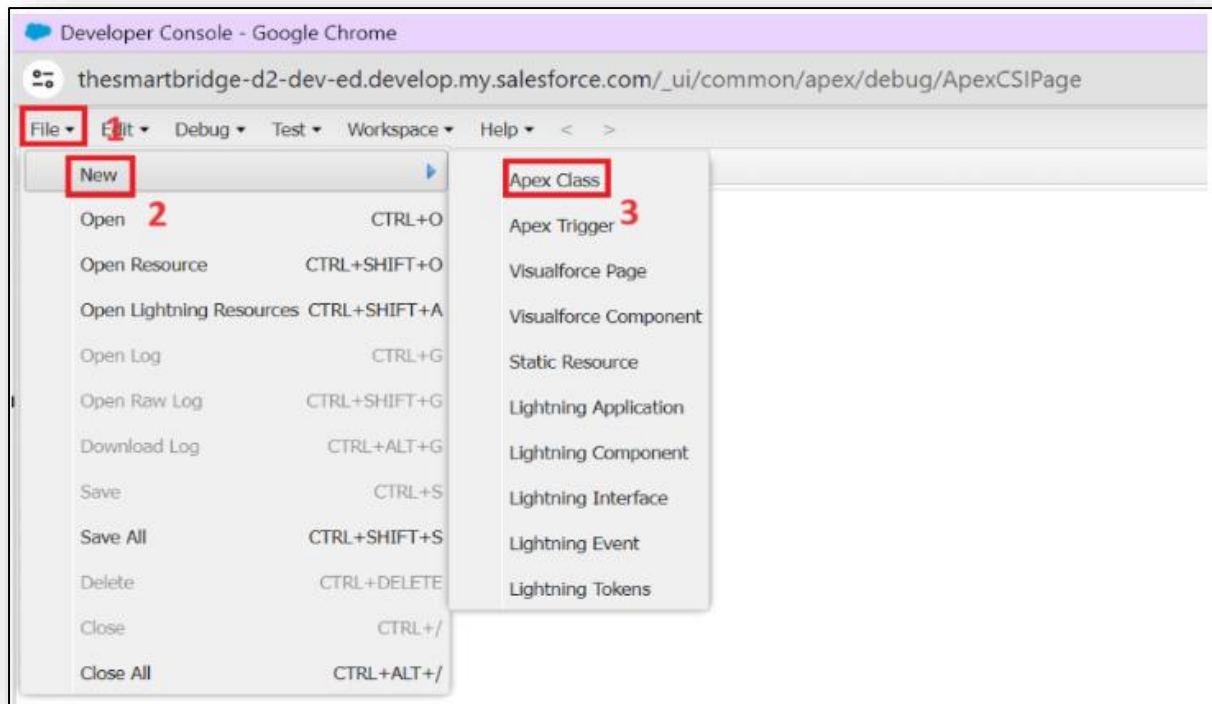 Developer Console - Google Chrome
thesmartbridge-d2-dev-ed.develop.my.salesforce.com/_ui/common/apex/debug/ApexCSIPage
File Edit Debug Test Workspace Help < >
1
New
2
Open CTRL+O
Open Resource CTRL+SHIFT+O
Open Lightning Resources CTRL+SHIFT+A
Open Log CTRL+G
Open Raw Log CTRL+SHIFT+G
Download Log CTRL+ALT+G
Save CTRL+S
Save All CTRL+SHIFT+S
Delete CTRL+DELETE
Close CTRL+/
Close All CTRL+ALT+/
Apex Class
3
Apex Trigger
Visualforce Page
Visualforce Component
Static Resource
Lightning Application
Lightning Component
Lightning Interface
Lightning Event
Lightning Tokens